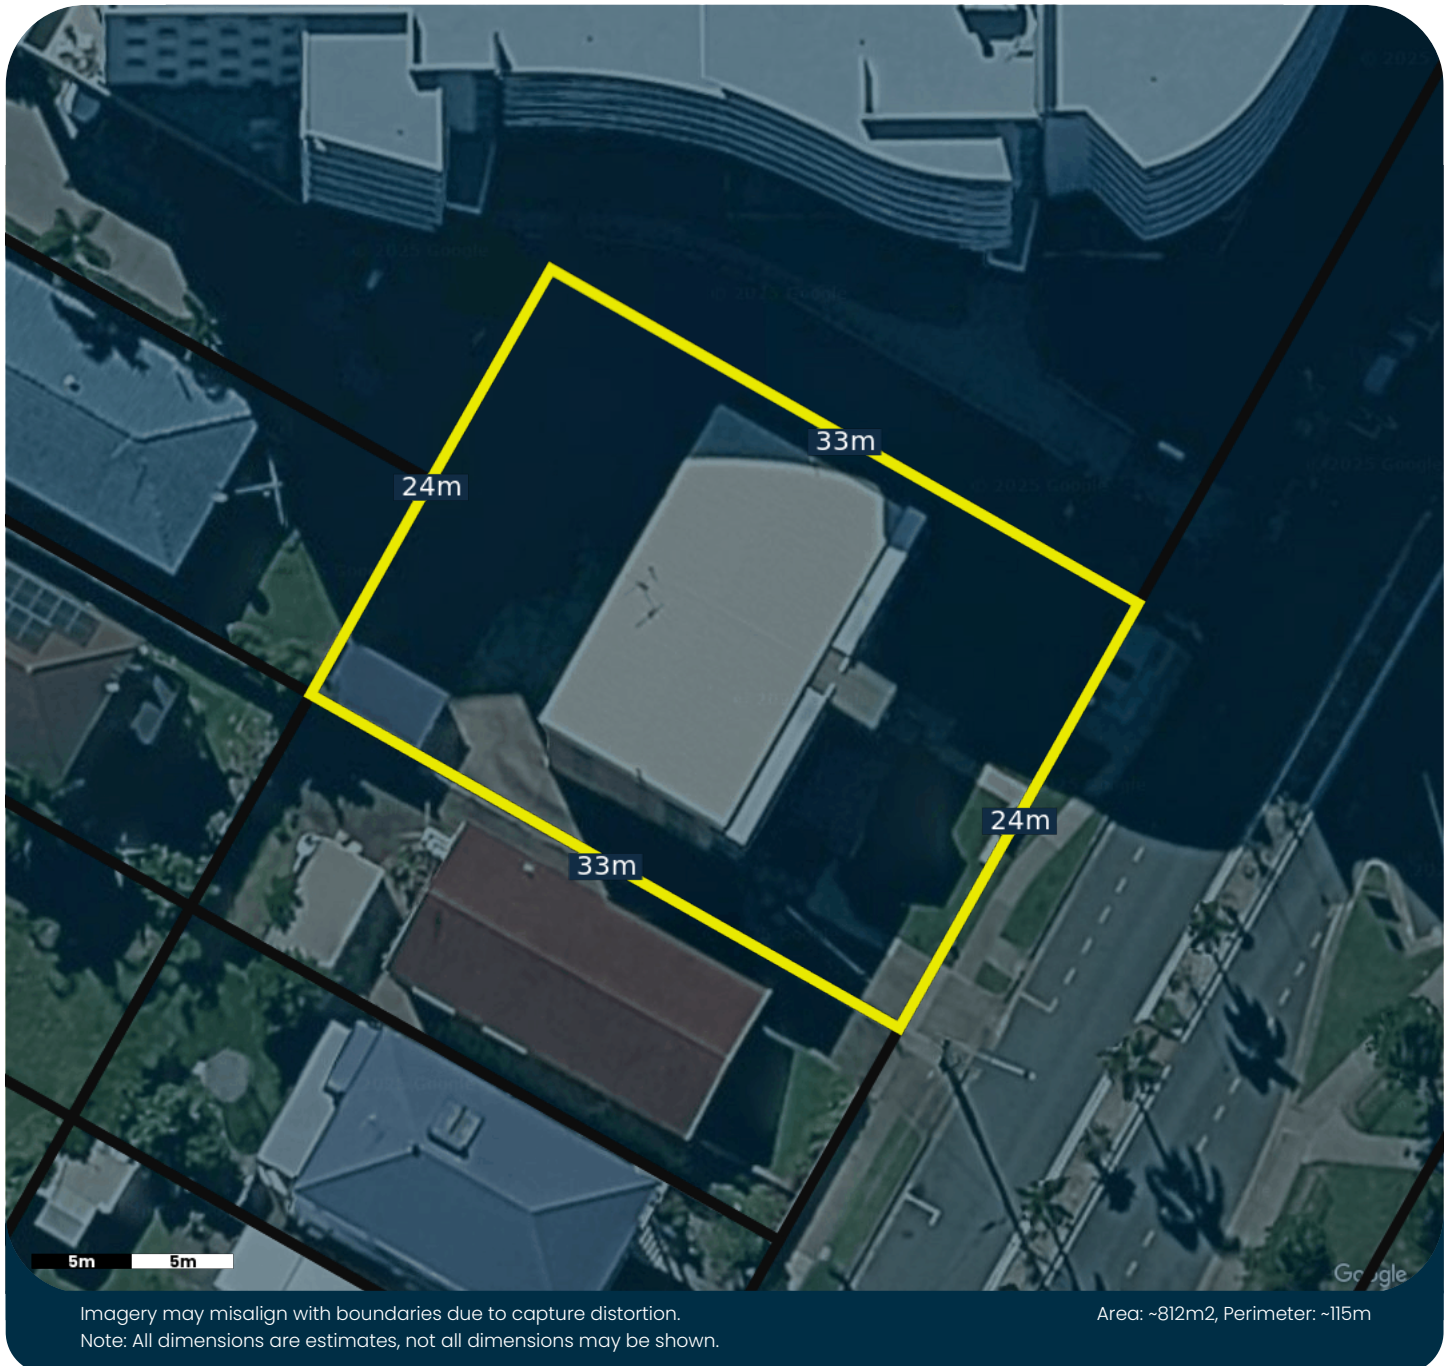 33m
24m
24m
33m
5m 5m
Google
Imagery may misalign with boundaries due to capture distortion.
Area: ~812m2, Perimeter: ~115m
Note: All dimensions are estimates, not all dimensions may be shown.